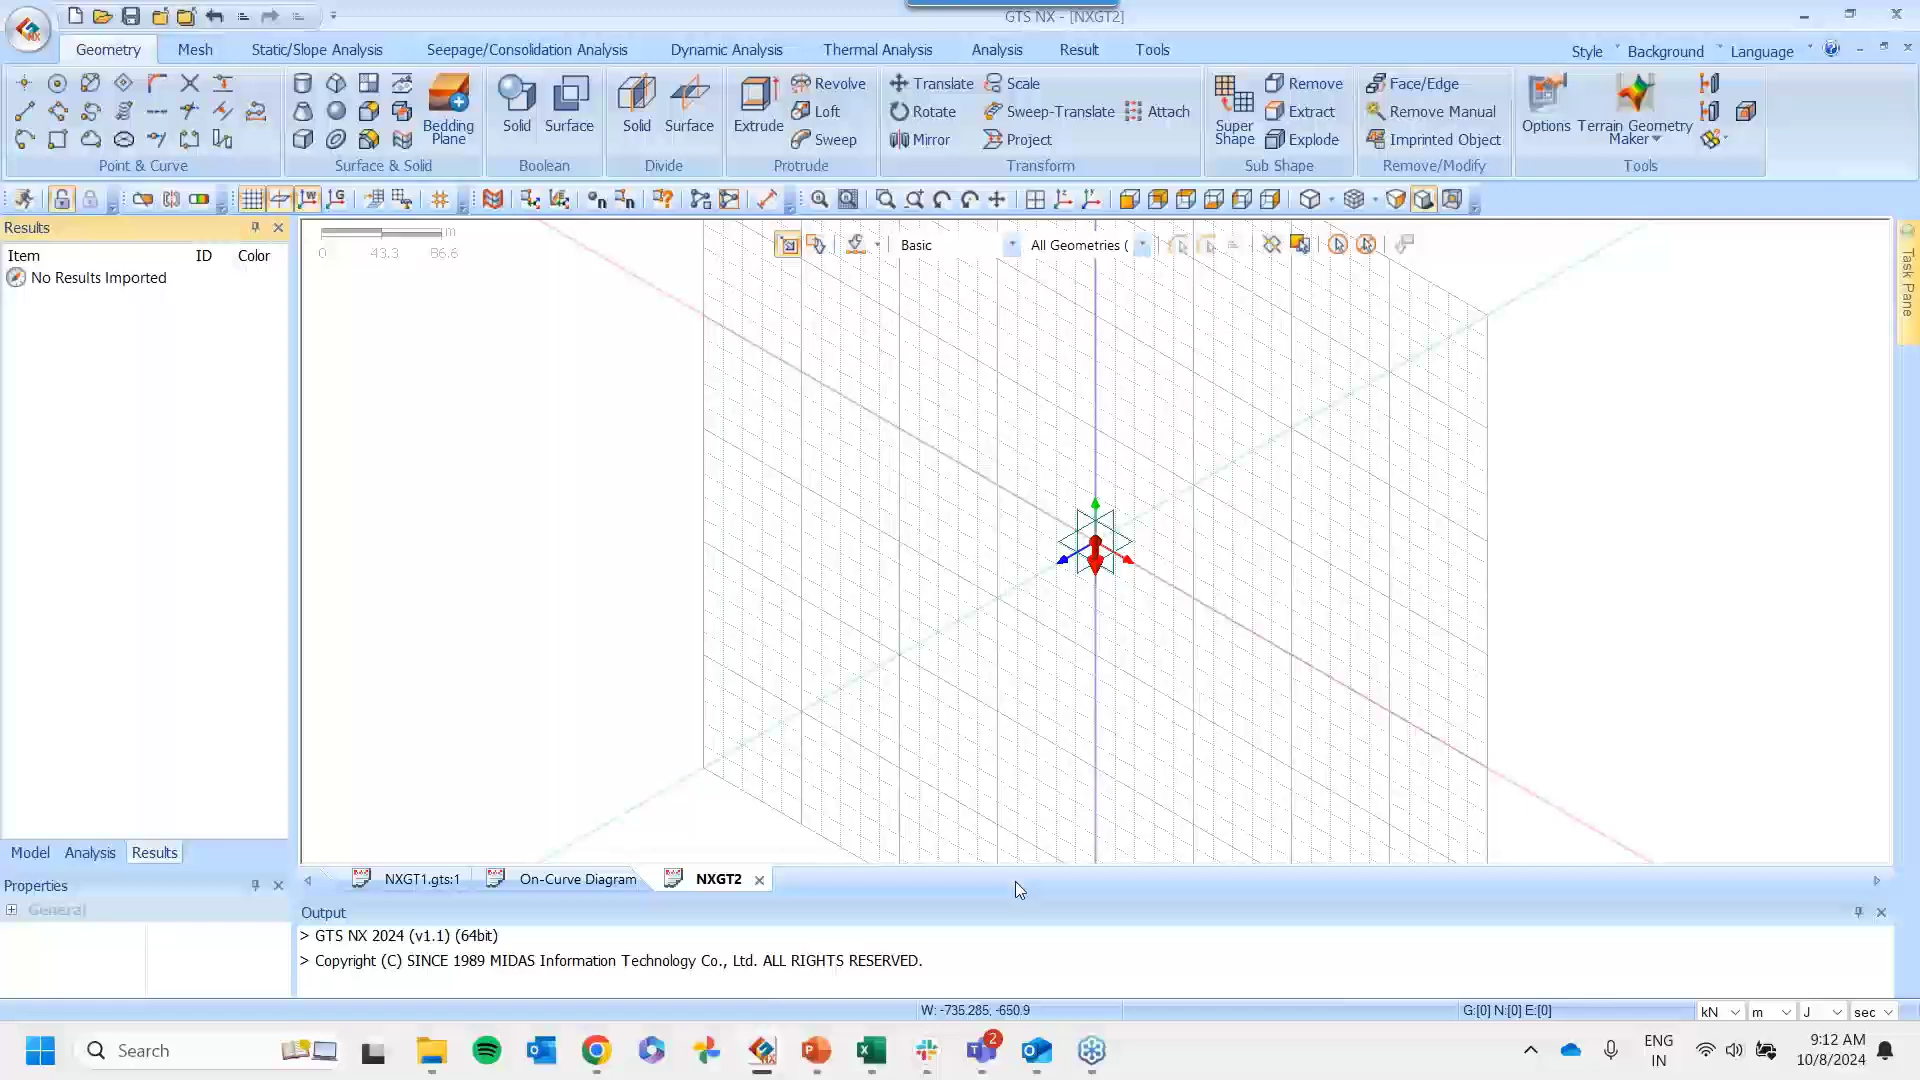 GTS NX - [NXGT2]
Geometry Mesh Static/Slope Analysis Seepage/Consolidation Analysis Dynamic Analysis Thermal Analysis Analysis Result Tools
Style Background Language
Revolve Translate Scale Remove Face/Edge
Solid Surface Solid Surface Extrude Loft Rotate Sweep-Translate Attach Extract Remove Manual
Bedding Plane Super Shape Options Terrain Geometry Maker
Sweep Mirror Project Explode Imprinted Object
Point & Curve Surface & Solid Boolean Divide Protrude Transform Sub Shape Remove/Modify Tools
Results
Item ID Color
No Results Imported
0 43.3 86.6 m
Basic All Geometries (
Task Pane
Model Analysis Results
NXGT1.gts:1 On-Curve Diagram NXGT2
Properties
General
Output
> GTS NX 2024 (v1.1) (64bit)
> Copyright (C) SINCE 1989 MIDAS Information Technology Co., Ltd. ALL RIGHTS RESERVED.
W: -735.285, -650.9 G:[0] N:[0] E:[0] kN m J sec
Search
2
ENG
IN
9:12 AM
10/8/2024